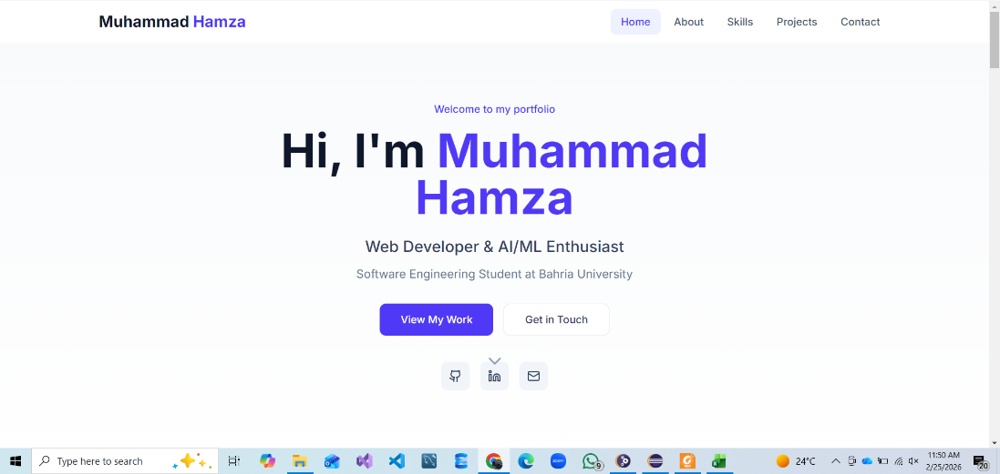 Muhammad Hamza
Home About Skills Projects Contact
Welcome to my portfolio
Hi, I'm Muhammad
Hamza
Web Developer & AI/ML Enthusiast
Software Engineering Student at Bahria University
View My Work Get in Touch
Type here to search
zoom
9
24°C
11:50 AM
2/25/2026
20